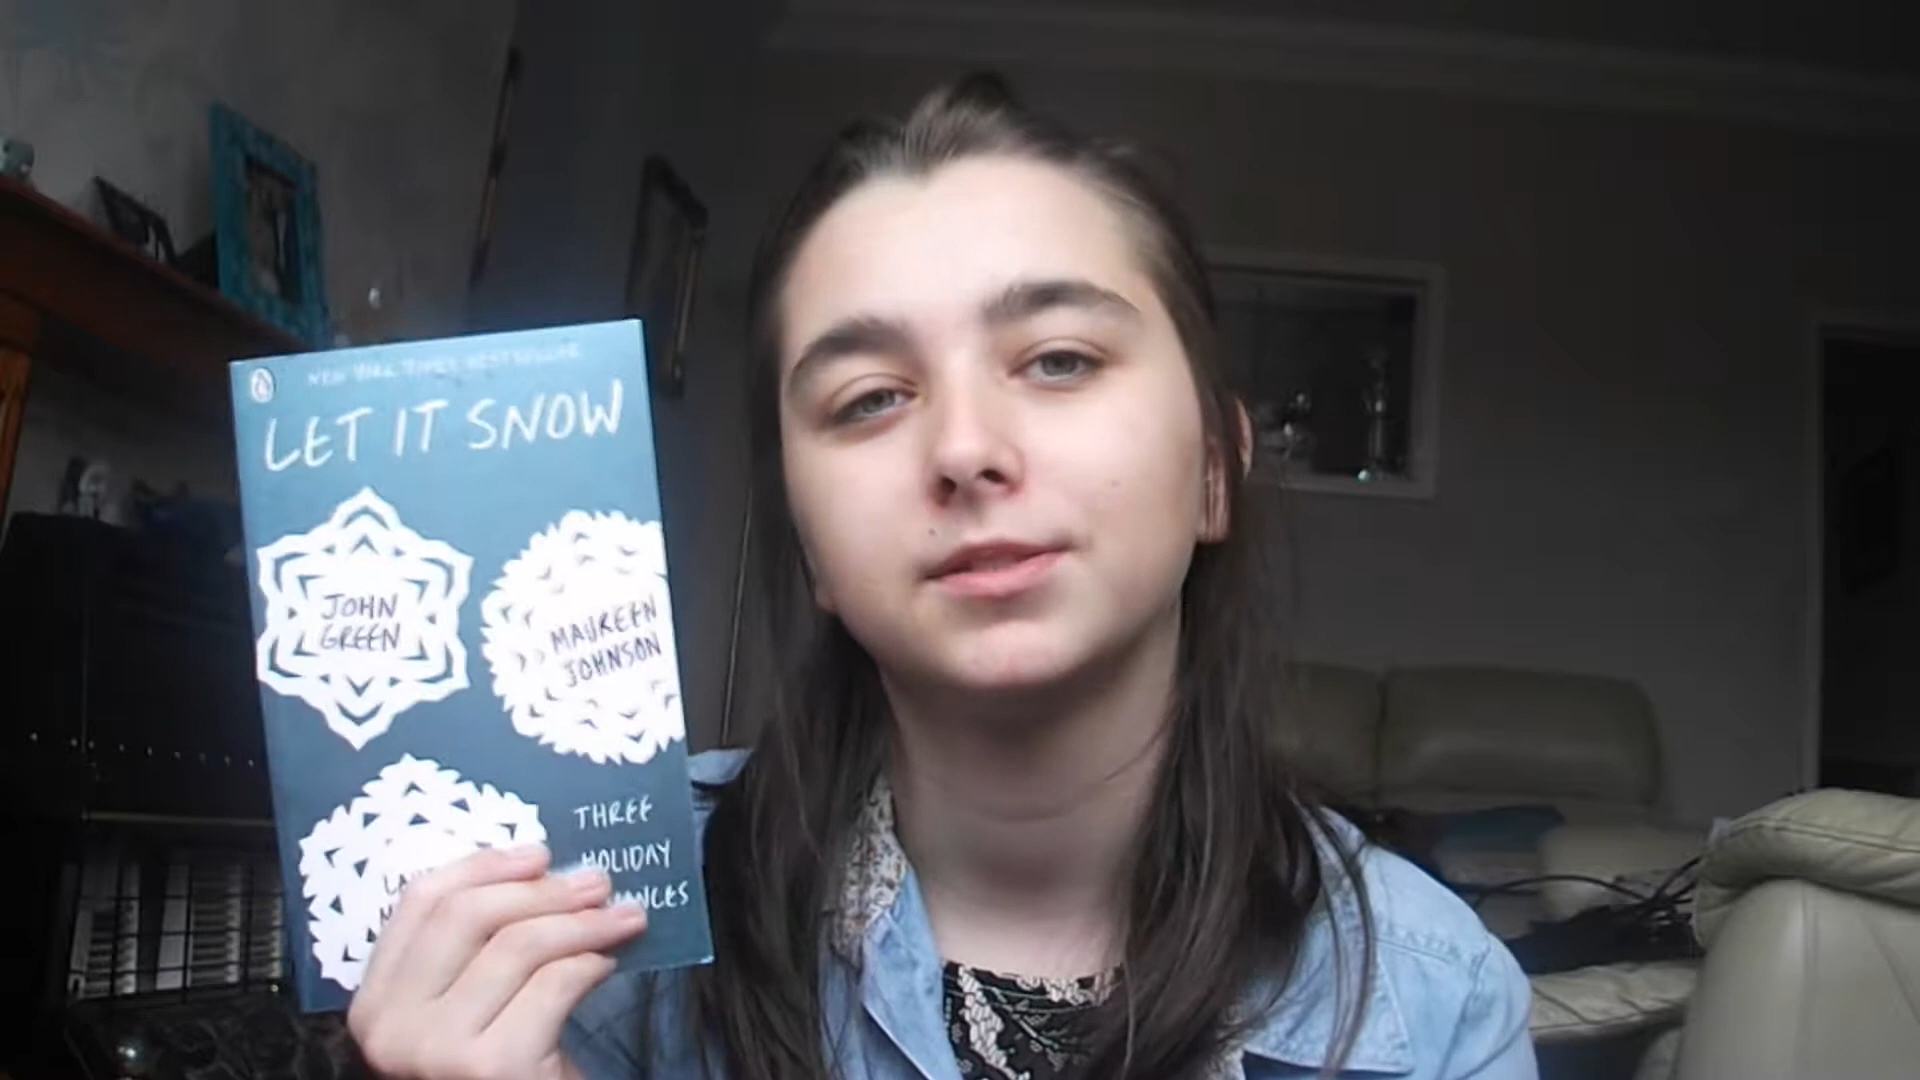 NEW YORK TIMES BESTSELLER
LET IT SNOW
JOHN
GREEN
MAUREEN
JOHNSON
THREE
HOLIDAY